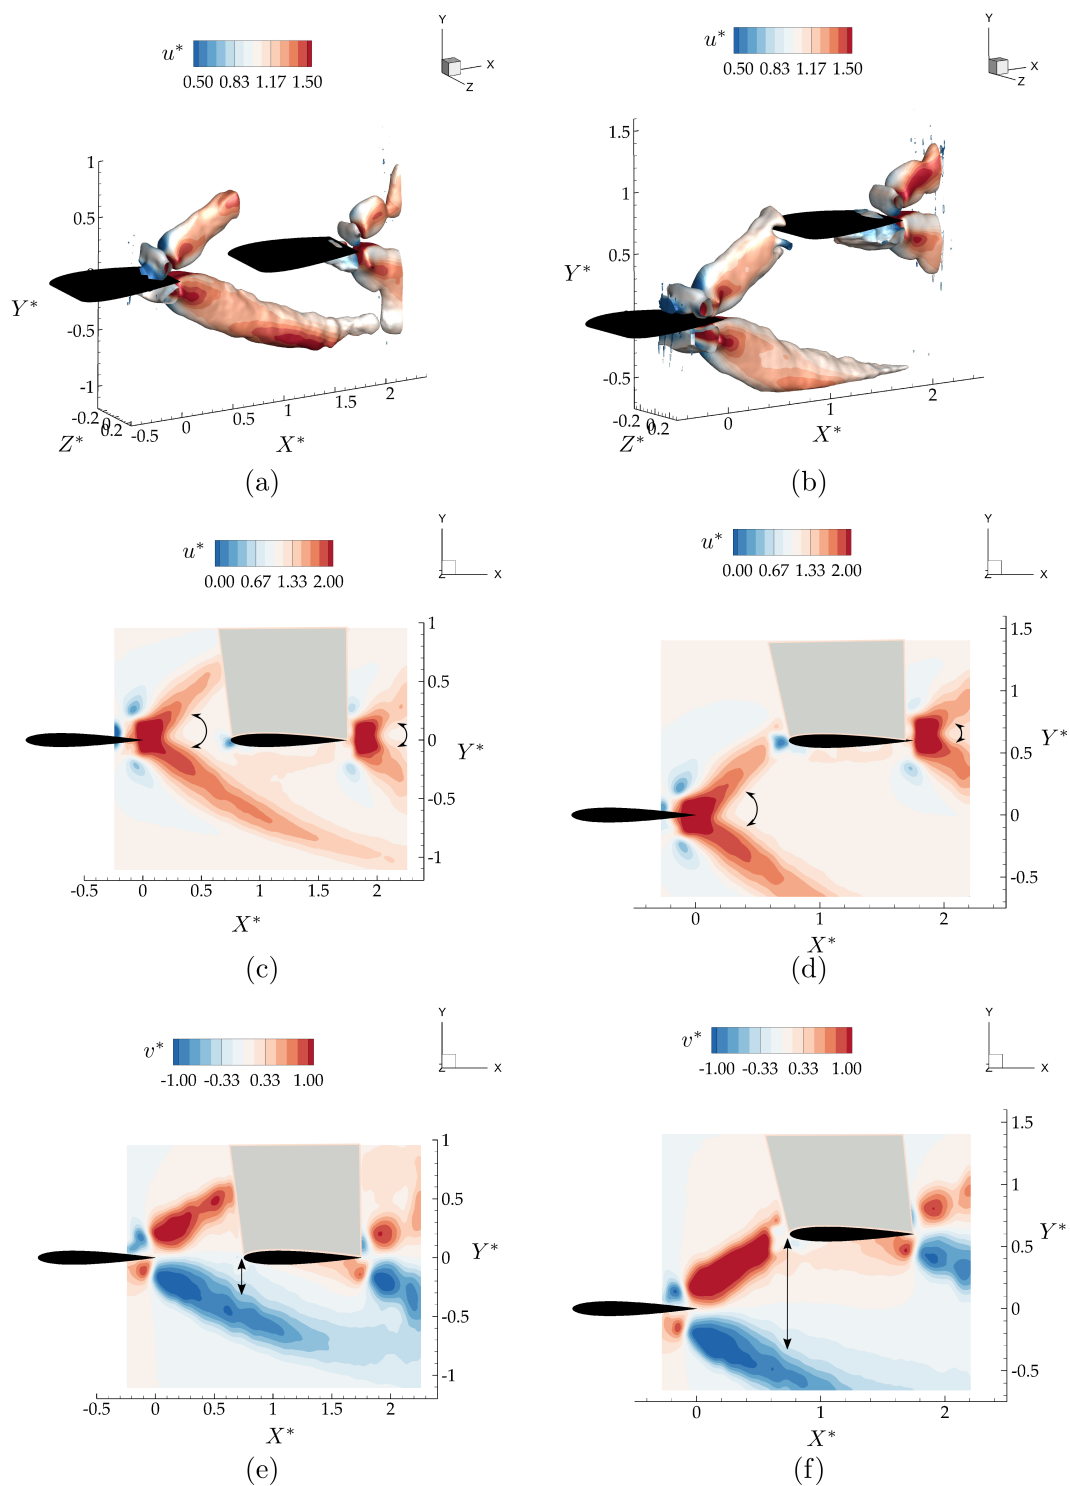 u* 0.50 0.83 1.17 1.50
Y X Z
1 0.5 0 -0.5 -1
Y*
-0.2 0.2
Z*
-0.5 0 0.5 1 1.5 2
X*
(a)
u* 0.50 0.83 1.17 1.50
Y X Z
1.5 1 0.5 0 -0.5
Y*
-0.2 0.2
Z*
0 1 2
X*
(b)
u* 0.00 0.67 1.33 2.00
Y Z X
1 0.5 0 -0.5 -1
Y*
-0.5 0 0.5 1 1.5 2
X*
(c)
u* 0.00 0.67 1.33 2.00
Y Z X
1.5 1 0.5 0 -0.5
Y*
0 1 2
X*
(d)
v* -1.00 -0.33 0.33 1.00
Y Z X
1 0.5 0 -0.5 -1
Y*
-0.5 0 0.5 1 1.5 2
X*
(e)
v* -1.00 -0.33 0.33 1.00
Y Z X
1.5 1 0.5 0 -0.5
Y*
0 1 2
X*
(f)